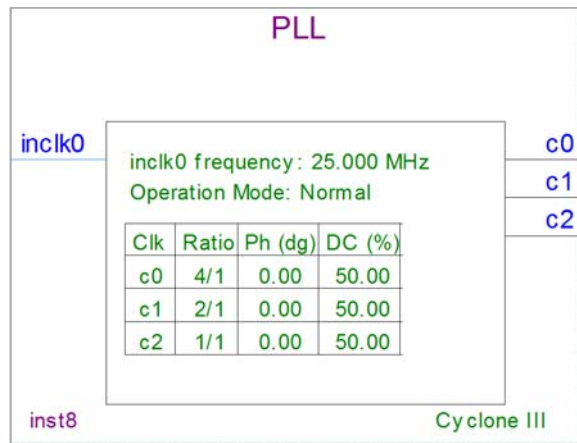 PLL
inclk0
c0
c1
c2
inclk0 frequency: 25.000 MHz
Operation Mode: Normal
Clk Ratio Ph (dg) DC (%)
c0 4/1 0.00 50.00
c1 2/1 0.00 50.00
c2 1/1 0.00 50.00
inst8
Cyclone III